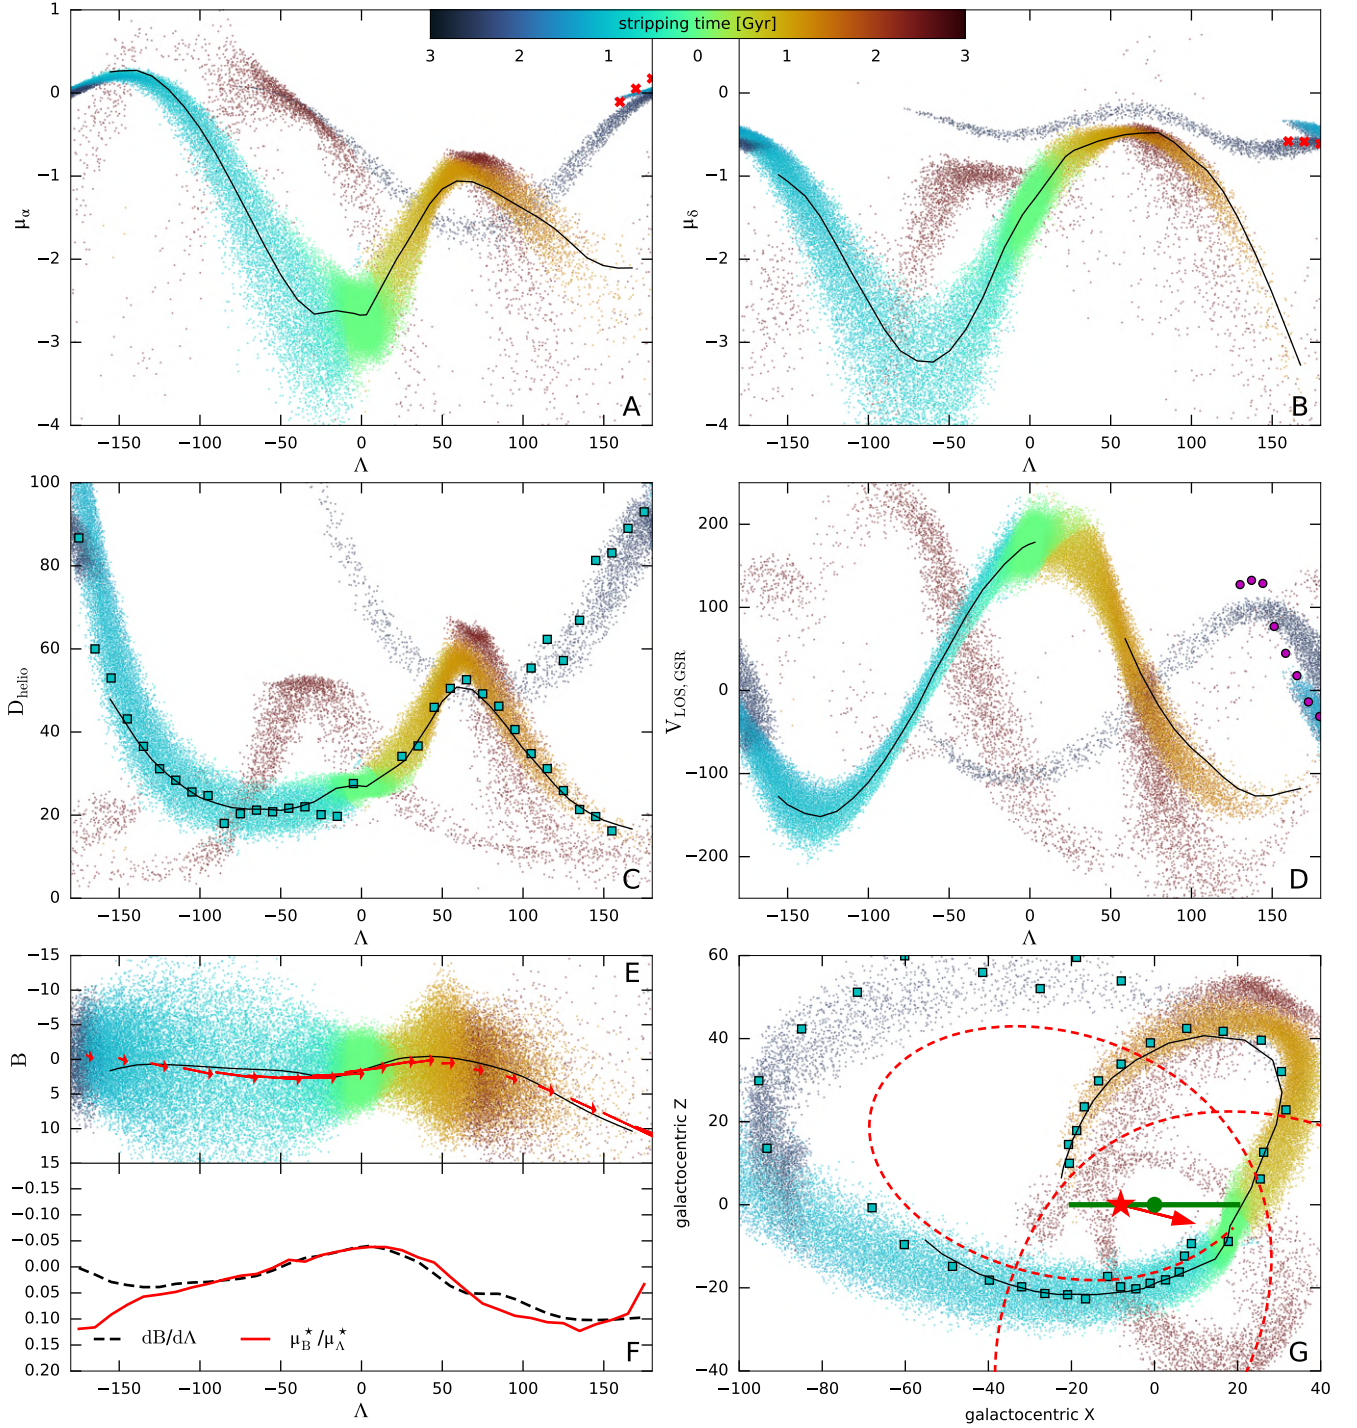 stripping time [Gyr]
3 2 1 0 1 2 3
1
0
−1
−2
−3
−4
μα
−150 −100 −50 0 50 100 150
Λ
A
1
0
−1
−2
−3
−4
μδ
−150 −100 −50 0 50 100 150
Λ
B
100
80
60
40
20
0
Dhelio
−150 −100 −50 0 50 100 150
Λ
C
200
100
0
−100
−200
VLOS, GSR
−150 −100 −50 0 50 100 150
Λ
D
−15
−10
−5
0
5
10
15
B
E
−0.15
−0.10
−0.05
0.00
0.05
0.10
0.15
0.20
dB/dΛ
μB★/μΛ★
F
−150 −100 −50 0 50 100 150
Λ
60
40
20
0
−20
−40
galactocentric Z
G
−100 −80 −60 −40 −20 0 20 40
galactocentric X